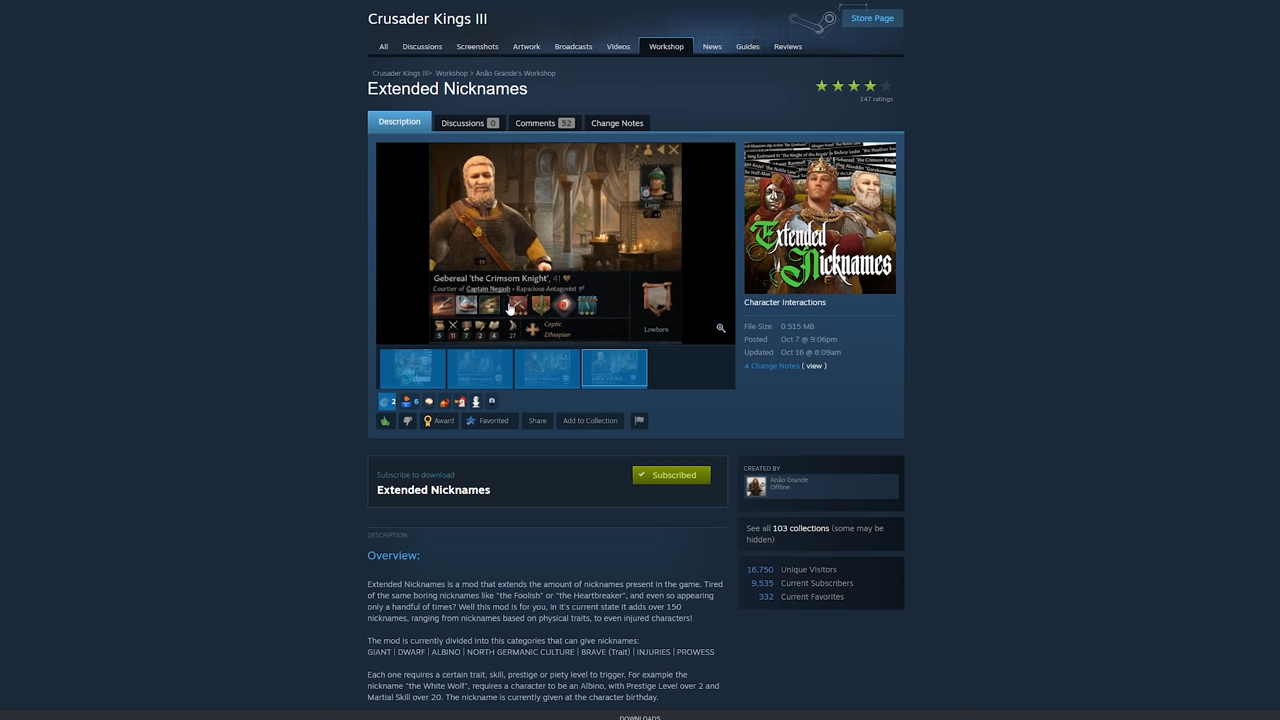 Crusader Kings III
Store Page
All Discussions Screenshots Artwork Broadcasts Videos Workshop News Guides Reviews
Crusader Kings III> Workshop > Anão Grande's Workshop
Extended Nicknames
147 ratings
Description Discussions 0 Comments 52 Change Notes
Liege
Gebereal 'the Crimsom Knight', 41
Courtier of Captain Negash • Rapacious Antagonist
5 11 7 2 4 27
Coptic
Ethiopian
Lowborn
Extended
Nicknames
Character Interactions
File Size 0.515 MB
Posted Oct 7 @ 9:06pm
Updated Oct 16 @ 8:09am
4 Change Notes ( view )
2 6
Award Favorited Share Add to Collection
Subscribe to download
Extended Nicknames
Subscribed
CREATED BY
Anão Grande
Offline
See all 103 collections (some may be
hidden)
16,750 Unique Visitors
9,535 Current Subscribers
332 Current Favorites
DESCRIPTION
Overview:
Extended Nicknames is a mod that extends the amount of nicknames present in the game. Tired
of the same boring nicknames like "the Foolish" or "the Heartbreaker", and even so appearing
only a handful of times? Well this mod is for you, in it's current state it adds over 150
nicknames, ranging from nicknames based on physical traits, to even injured characters!
The mod is currently divided into this categories that can give nicknames:
GIANT | DWARF | ALBINO | NORTH GERMANIC CULTURE | BRAVE (Trait) | INJURIES | PROWESS
Each one requires a certain trait, skill, prestige or piety level to trigger. For example the
nickname "the White Wolf", requires a character to be an Albino, with Prestige Level over 2 and
Martial Skill over 20. The nickname is currently given at the character birthday.
DOWNLOADS